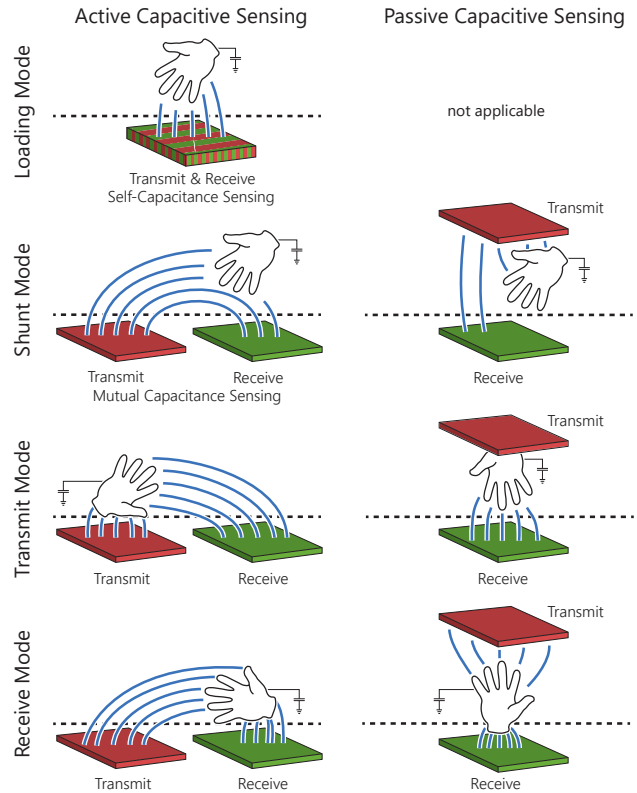 Active Capacitive Sensing
Passive Capacitive Sensing
Loading Mode
Transmit & Receive
Self-Capacitance Sensing
not applicable
Shunt Mode
Transmit
Receive
Mutual Capacitance Sensing
Transmit
Receive
Transmit Mode
Transmit
Receive
Transmit
Receive
Receive Mode
Transmit
Receive
Transmit
Receive